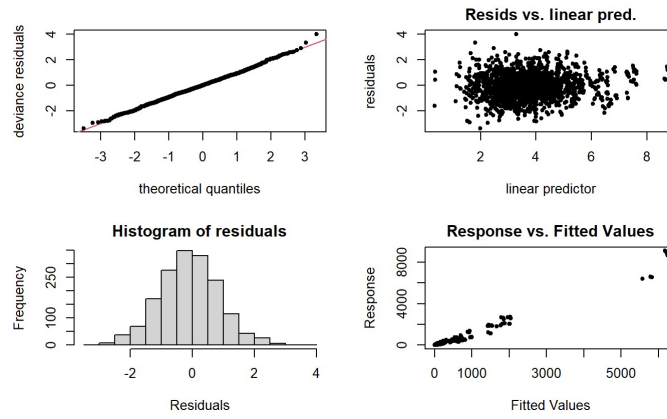 deviance residuals
4
2
0
-2
-3 -2 -1 0 1 2 3
theoretical quantiles
Resids vs. linear pred.
residuals
4
2
0
-2
2 4 6 8
linear predictor
Histogram of residuals
Frequency
250
100
0
-2 0 2 4
Residuals
Response vs. Fitted Values
Response
8000
4000
0
0 1000 3000 5000
Fitted Values